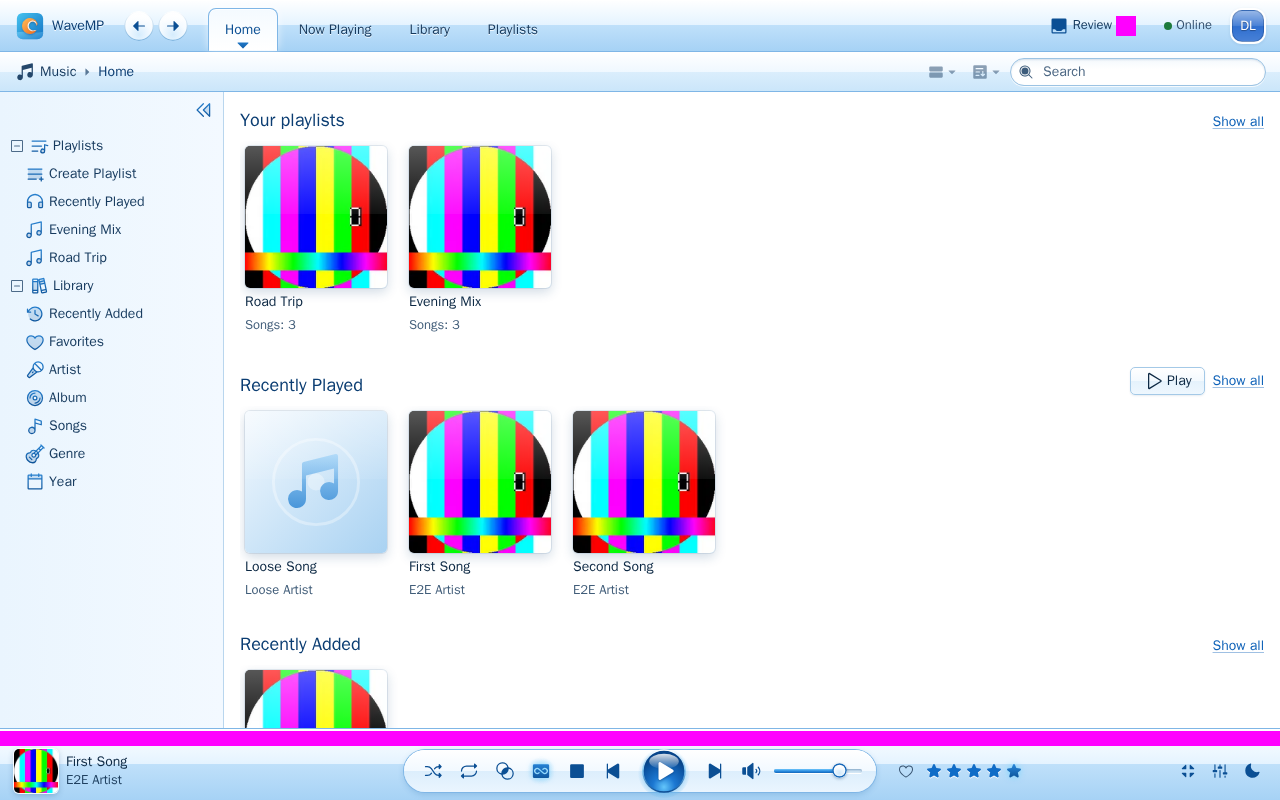 WaveMP
Home
Now Playing
Library
Playlists
Review
Online
DL
Music
Home
Search
Playlists
Create Playlist
Recently Played
Evening Mix
Road Trip
Library
Recently Added
Favorites
Artist
Album
Songs
Genre
Year
Your playlists
Show all
Road Trip
Songs: 3
Evening Mix
Songs: 3
Recently Played
Play
Show all
Loose Song
Loose Artist
First Song
E2E Artist
Second Song
E2E Artist
Recently Added
Show all
First Song
E2E Artist